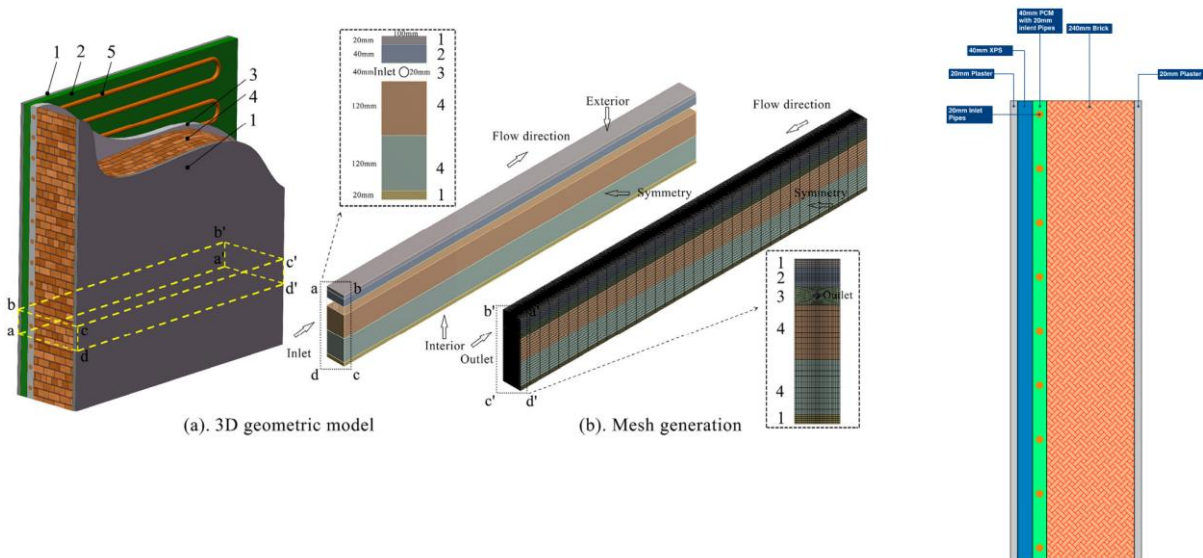 1
2
5
3
4
1
b'
a'
c'
d'
b
a
c
d
100mm
20mm
1
40mm
2
40mm
Inlet
20mm
3
120mm
4
120mm
4
20mm
1
Exterior
Flow direction
Symmetry
a
b
Inlet
d
c
Interior
(a). 3D geometric model
Flow direction
Symmetry
b'
a'
Outlet
c'
d'
1
2
3
Outlet
4
4
1
(b). Mesh generation
40mm PCM
with 20mm
inlent Pipes
240mm Brick
40mm XPS
20mm Plaster
20mm Plaster
20mm Inlet
Pipes